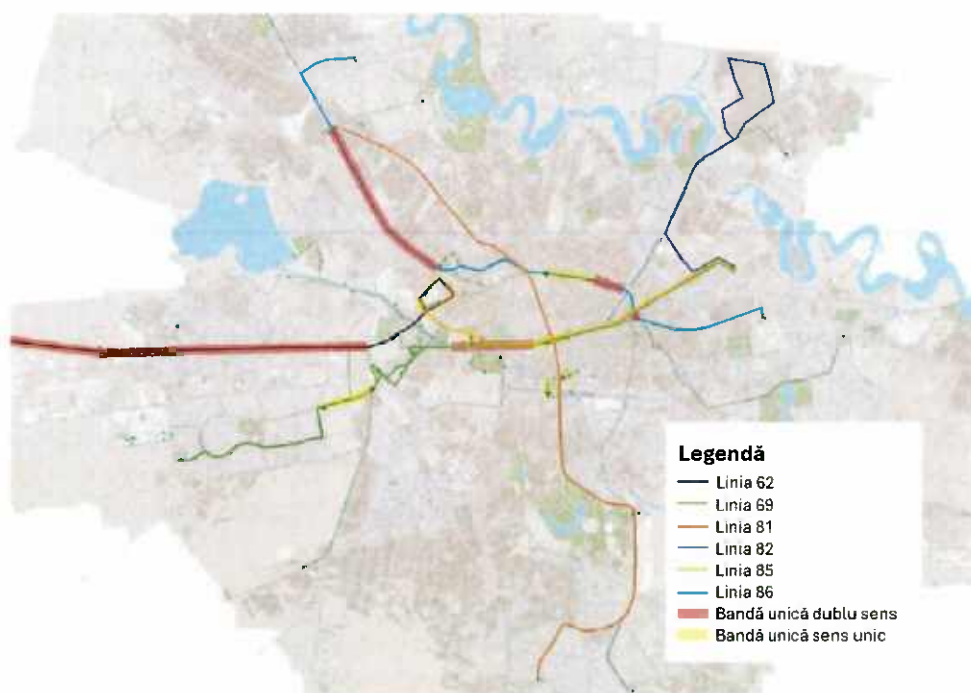 Legendă
Linia 62
Linia 69
Linia 81
Linia 82
Linia 85
Linia 86
Bandă unică dublu sens
Bandă unică sens unic